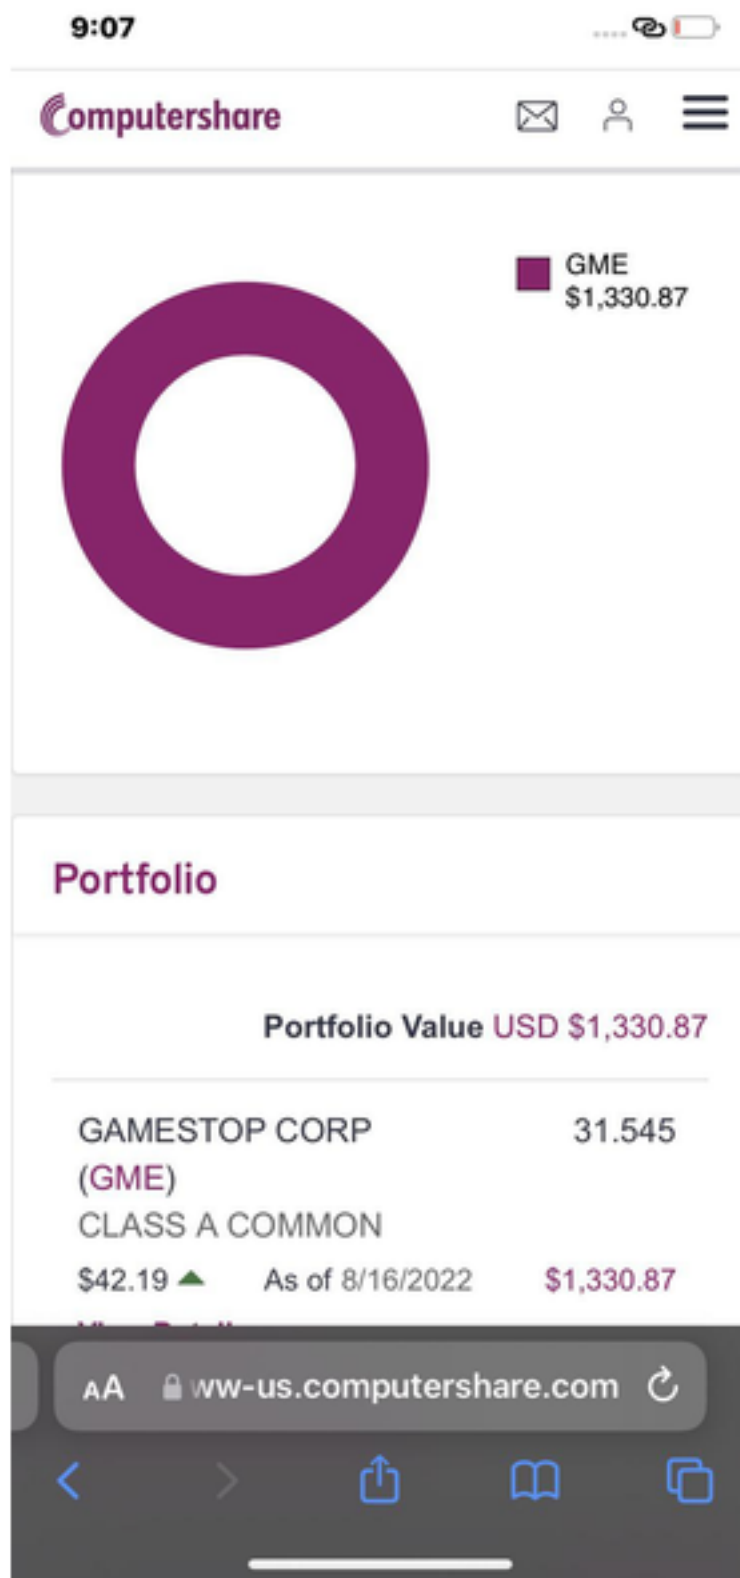 9:07
Computershare
GME
$1,330.87
Portfolio
Portfolio Value USD $1,330.87
GAMESTOP CORP 31.545
(GME)
CLASS A COMMON
$42.19 As of 8/16/2022 $1,330.87
AA ww-us.computershare.com